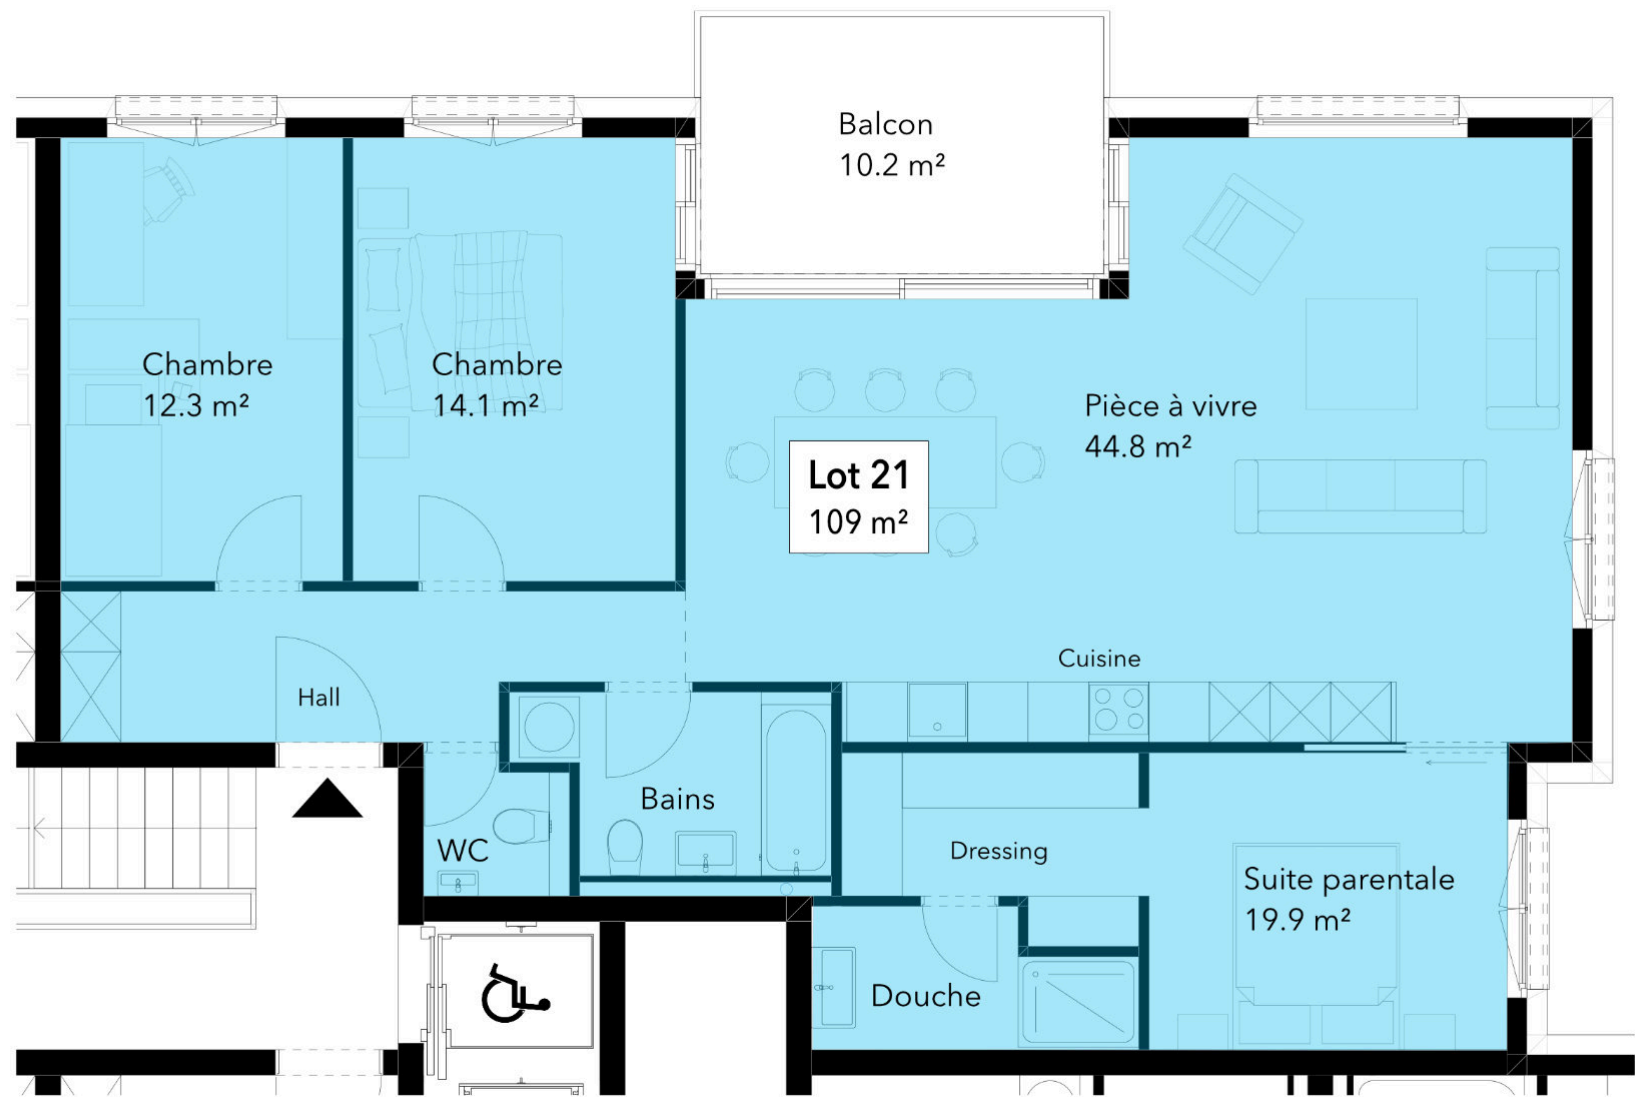 Balcon
10.2 m²
Chambre
12.3 m²
Chambre
14.1 m²
Pièce à vivre
44.8 m²
Lot 21
109 m²
Cuisine
Hall
Bains
WC
Dressing
Suite parentale
19.9 m²
Douche